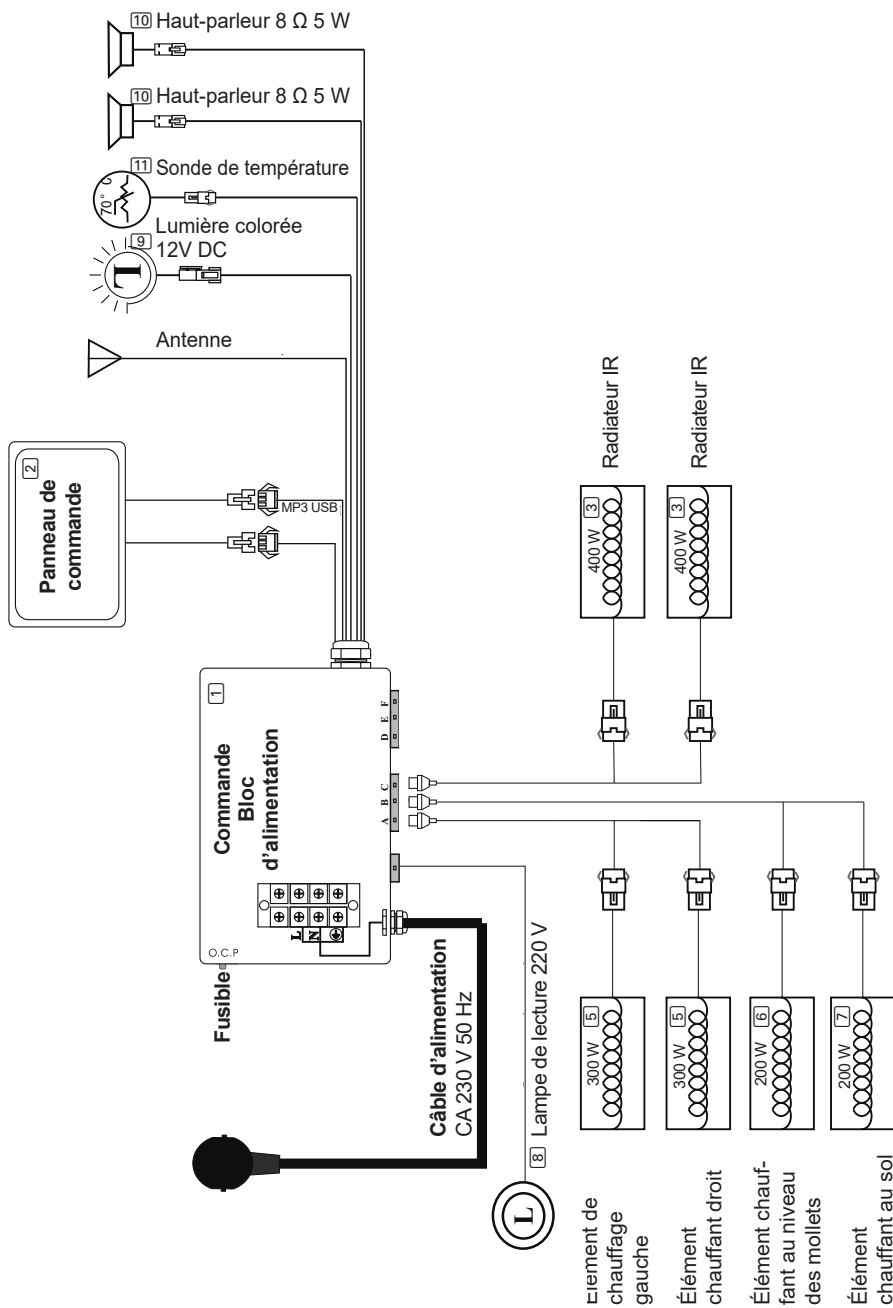 10 Haut-parleur 8 Ω 5 W
10 Haut-parleur 8 Ω 5 W
11 Sonde de température
70° C
9 Lumière colorée
12V DC
L
Antenne
2
Panneau de
commande
MP3 USB
1
Commande
Bloc
d’alimentation
A B C
D E F
L
N
O.C.P
Fusible
Câble d’alimentation
CA 230 V 50 Hz
8 Lampe de lecture 220 V
L
3
400 W
Radiateur IR
3
400 W
Radiateur IR
5
300 W
Élément de
chauffage
gauche
5
300 W
Élément
chauffant droit
6
200 W
Élément chauf-
fant au niveau
des mollets
7
200 W
Élément
chauffant au sol